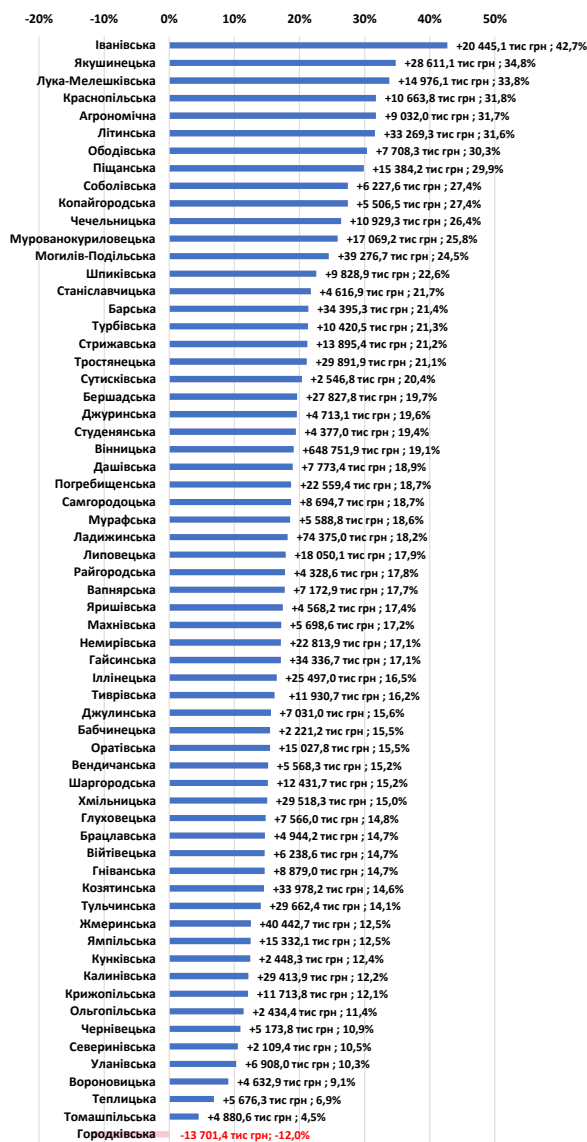 -20% -10% 0% 10% 20% 30% 40% 50%
Іванівська +20 445,1 тис грн ; 42,7%
Якушинецька +28 611,1 тис грн ; 34,8%
Лука-Мелешківська +14 976,1 тис грн ; 33,8%
Краснопільська +10 663,8 тис грн ; 31,8%
Агрономічна +9 032,0 тис грн ; 31,7%
Літинська +33 269,3 тис грн ; 31,6%
Ободівська +7 708,3 тис грн ; 30,3%
Піщанська +15 384,2 тис грн ; 29,9%
Соболівська +6 227,6 тис грн ; 27,4%
Копайгородська +5 506,5 тис грн ; 27,4%
Чечельницька +10 929,3 тис грн ; 26,4%
Мурованокуриловецька +17 069,2 тис грн ; 25,8%
Могилів-Подільська +39 276,7 тис грн ; 24,5%
Шпиківська +9 828,9 тис грн ; 22,6%
Станіславчицька +4 616,9 тис грн ; 21,7%
Барська +34 395,3 тис грн ; 21,4%
Турбівська +10 420,5 тис грн ; 21,3%
Стрижавська +13 895,4 тис грн ; 21,2%
Тростянецька +29 891,9 тис грн ; 21,1%
Сутисківська +2 546,8 тис грн ; 20,4%
Бершадська +27 827,8 тис грн ; 19,7%
Джуринська +4 713,1 тис грн ; 19,6%
Студенянська +4 377,0 тис грн ; 19,4%
Вінницька +648 751,9 тис грн ; 19,1%
Дашівська +7 773,4 тис грн ; 18,9%
Погребищенська +22 559,4 тис грн ; 18,7%
Самгородоцька +8 694,7 тис грн ; 18,7%
Мурафська +5 588,8 тис грн ; 18,6%
Ладижинська +74 375,0 тис грн ; 18,2%
Липовецька +18 050,1 тис грн ; 17,9%
Райгородська +4 328,6 тис грн ; 17,8%
Вапнярська +7 172,9 тис грн ; 17,7%
Яришівська +4 568,2 тис грн ; 17,4%
Махнівська +5 698,6 тис грн ; 17,2%
Немирівська +22 813,9 тис грн ; 17,1%
Гайсинська +34 336,7 тис грн ; 17,1%
Іллінецька +25 497,0 тис грн ; 16,5%
Тиврівська +11 930,7 тис грн ; 16,2%
Джулинська +7 031,0 тис грн ; 15,6%
Бабчинецька +2 221,2 тис грн ; 15,5%
Оратівська +15 027,8 тис грн ; 15,5%
Вендичанська +5 568,3 тис грн ; 15,2%
Шаргородська +12 431,7 тис грн ; 15,2%
Хмільницька +29 518,3 тис грн ; 15,0%
Глуховецька +7 566,0 тис грн ; 14,8%
Брацлавська +4 944,2 тис грн ; 14,7%
Війтівецька +6 238,6 тис грн ; 14,7%
Гніванська +8 879,0 тис грн ; 14,7%
Козятинська +33 978,2 тис грн ; 14,6%
Тульчинська +29 662,4 тис грн ; 14,1%
Жмеринська +40 442,7 тис грн ; 12,5%
Ямпільська +15 332,1 тис грн ; 12,5%
Кунківська +2 448,3 тис грн ; 12,4%
Калинівська +29 413,9 тис грн ; 12,2%
Крижопільська +11 713,8 тис грн ; 12,1%
Ольгопільська +2 434,4 тис грн ; 11,4%
Чернівецька +5 173,8 тис грн ; 10,9%
Северинівська +2 109,4 тис грн ; 10,5%
Уланівська +6 908,0 тис грн ; 10,3%
Вороновицька +4 632,9 тис грн ; 9,1%
Теплицька +5 676,3 тис грн ; 6,9%
Томашпільська +4 880,6 тис грн ; 4,5%
Городківська -13 701,4 тис грн; -12,0%